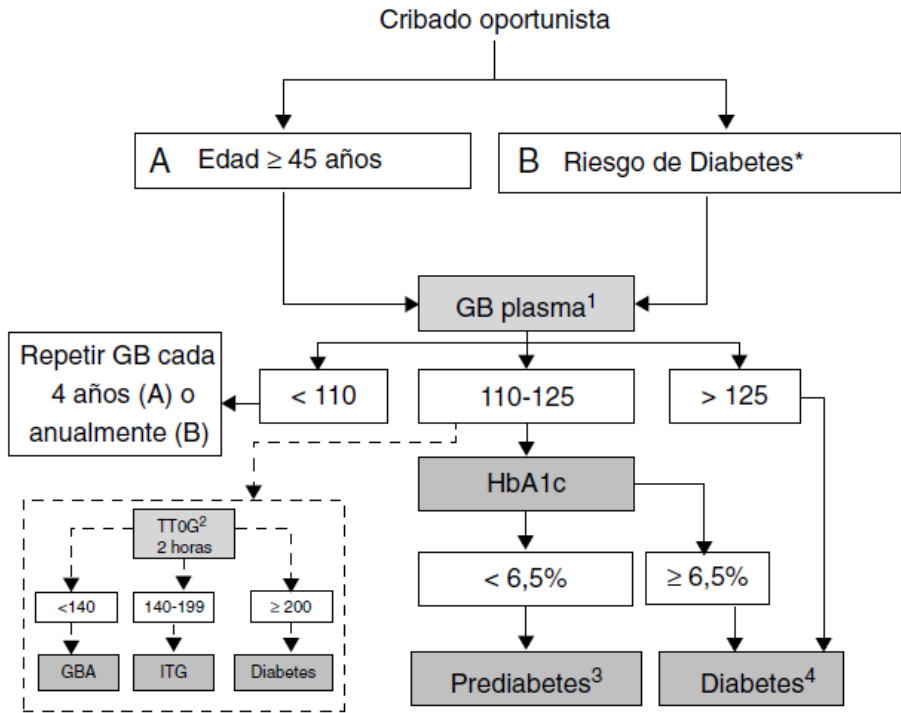 Cribado oportunista
A Edad ≥ 45 años
B Riesgo de Diabetes*
GB plasma¹
Repetir GB cada
4 años (A) o
anualmente (B)
< 110
110-125
> 125
HbA1c
TTOG²
2 horas
< 6,5%
≥ 6,5%
<140
140-199
≥ 200
GBA
ITG
Diabetes
Prediabetes³
Diabetes⁴